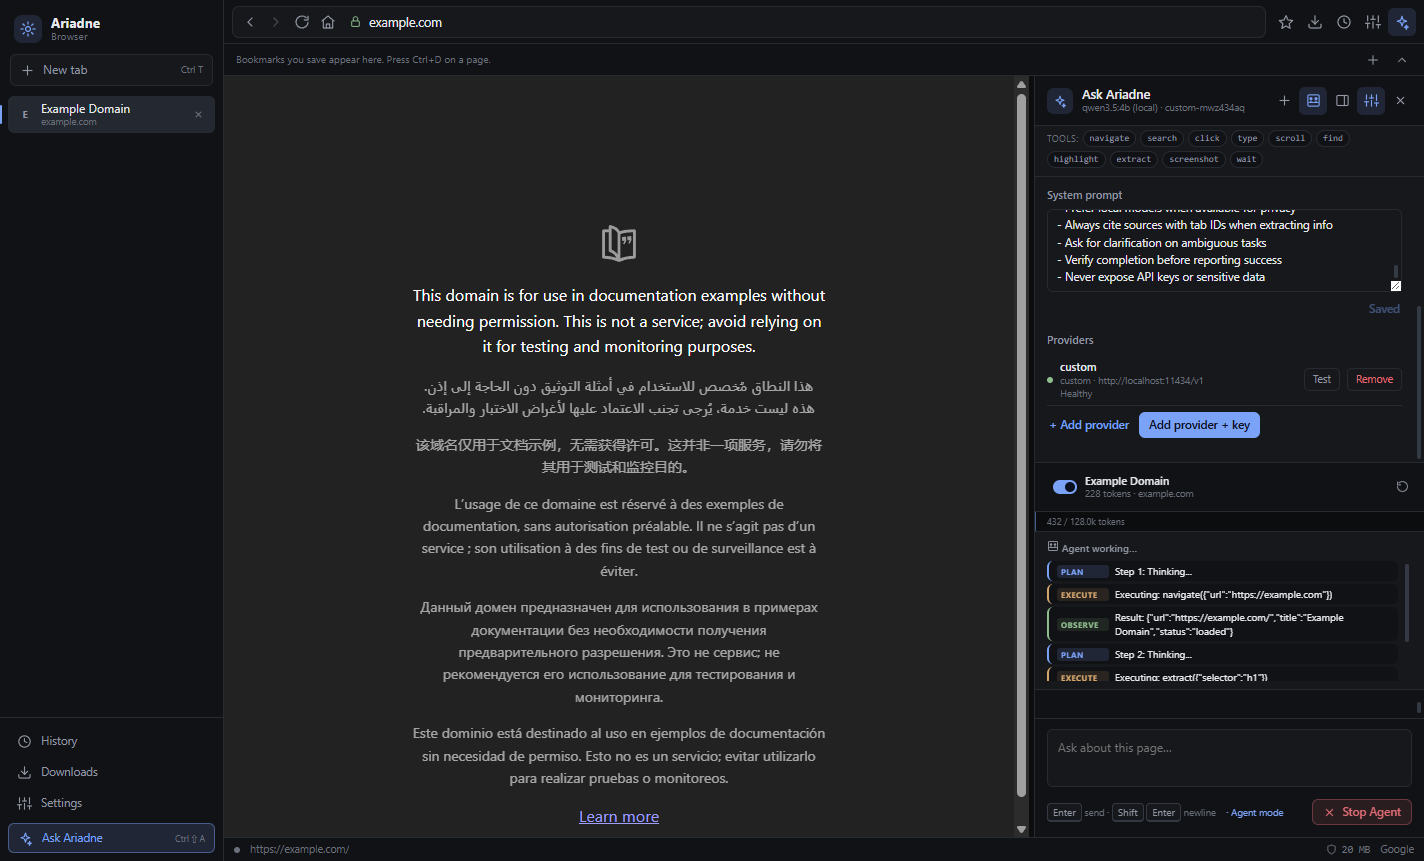 Ariadne
Browser
New tab
Ctrl T
E
Example Domain
example.com
History
Downloads
Settings
Ask Ariadne
Ctrl⇧A
example.com
Bookmarks you save appear here. Press Ctrl+D on a page.
This domain is for use in documentation examples without
needing permission. This is not a service; avoid relying on
it for testing and monitoring purposes.
هذا النطاق مُخصص للاستخدام في أمثلة التوثيق دون الحاجة إلى إذن.
هذه ليست خدمة، يُرجى تجنب الاعتماد عليها لأغراض الاختبار والمراقبة.
该域名仅用于文档示例，无需获得许可。这并非一项服务，请勿将
其用于测试和监控目的。
L’usage de ce domaine est réservé à des exemples de
documentation, sans autorisation préalable. Il ne s’agit pas d’un
service ; son utilisation à des fins de test ou de surveillance est à
éviter.
Данный домен предназначен для использования в примерах
документации без необходимости получения
предварительного разрешения. Это не сервис; не
рекомендуется его использование для тестирования и
мониторинга.
Este dominio está destinado al uso en ejemplos de documentación
sin necesidad de permiso. Esto no es un servicio; evitar utilizarlo
para realizar pruebas o monitoreos.
Learn more
https://example.com/
Ask Ariadne
qwen3.5:4b (local) · custom-mwz434aq
TOOLS: navigate search click type scroll find
highlight extract screenshot wait
System prompt
- Prefer local models when available for privacy
- Always cite sources with tab IDs when extracting info
- Ask for clarification on ambiguous tasks
- Verify completion before reporting success
- Never expose API keys or sensitive data
Saved
Providers
custom
custom · http://localhost:11434/v1
Healthy
Test
Remove
+ Add provider
Add provider + key
Example Domain
228 tokens · example.com
432 / 128.0k tokens
Agent working...
PLAN Step 1: Thinking...
EXECUTE Executing: navigate({"url":"https://example.com"})
OBSERVE Result: {"url":"https://example.com/","title":"Example
Domain","status":"loaded"}
PLAN Step 2: Thinking...
EXECUTE Executing: extract({"selector":"h1"})
Ask about this page...
Enter send · Shift Enter newline · Agent mode
Stop Agent
20 MB Google